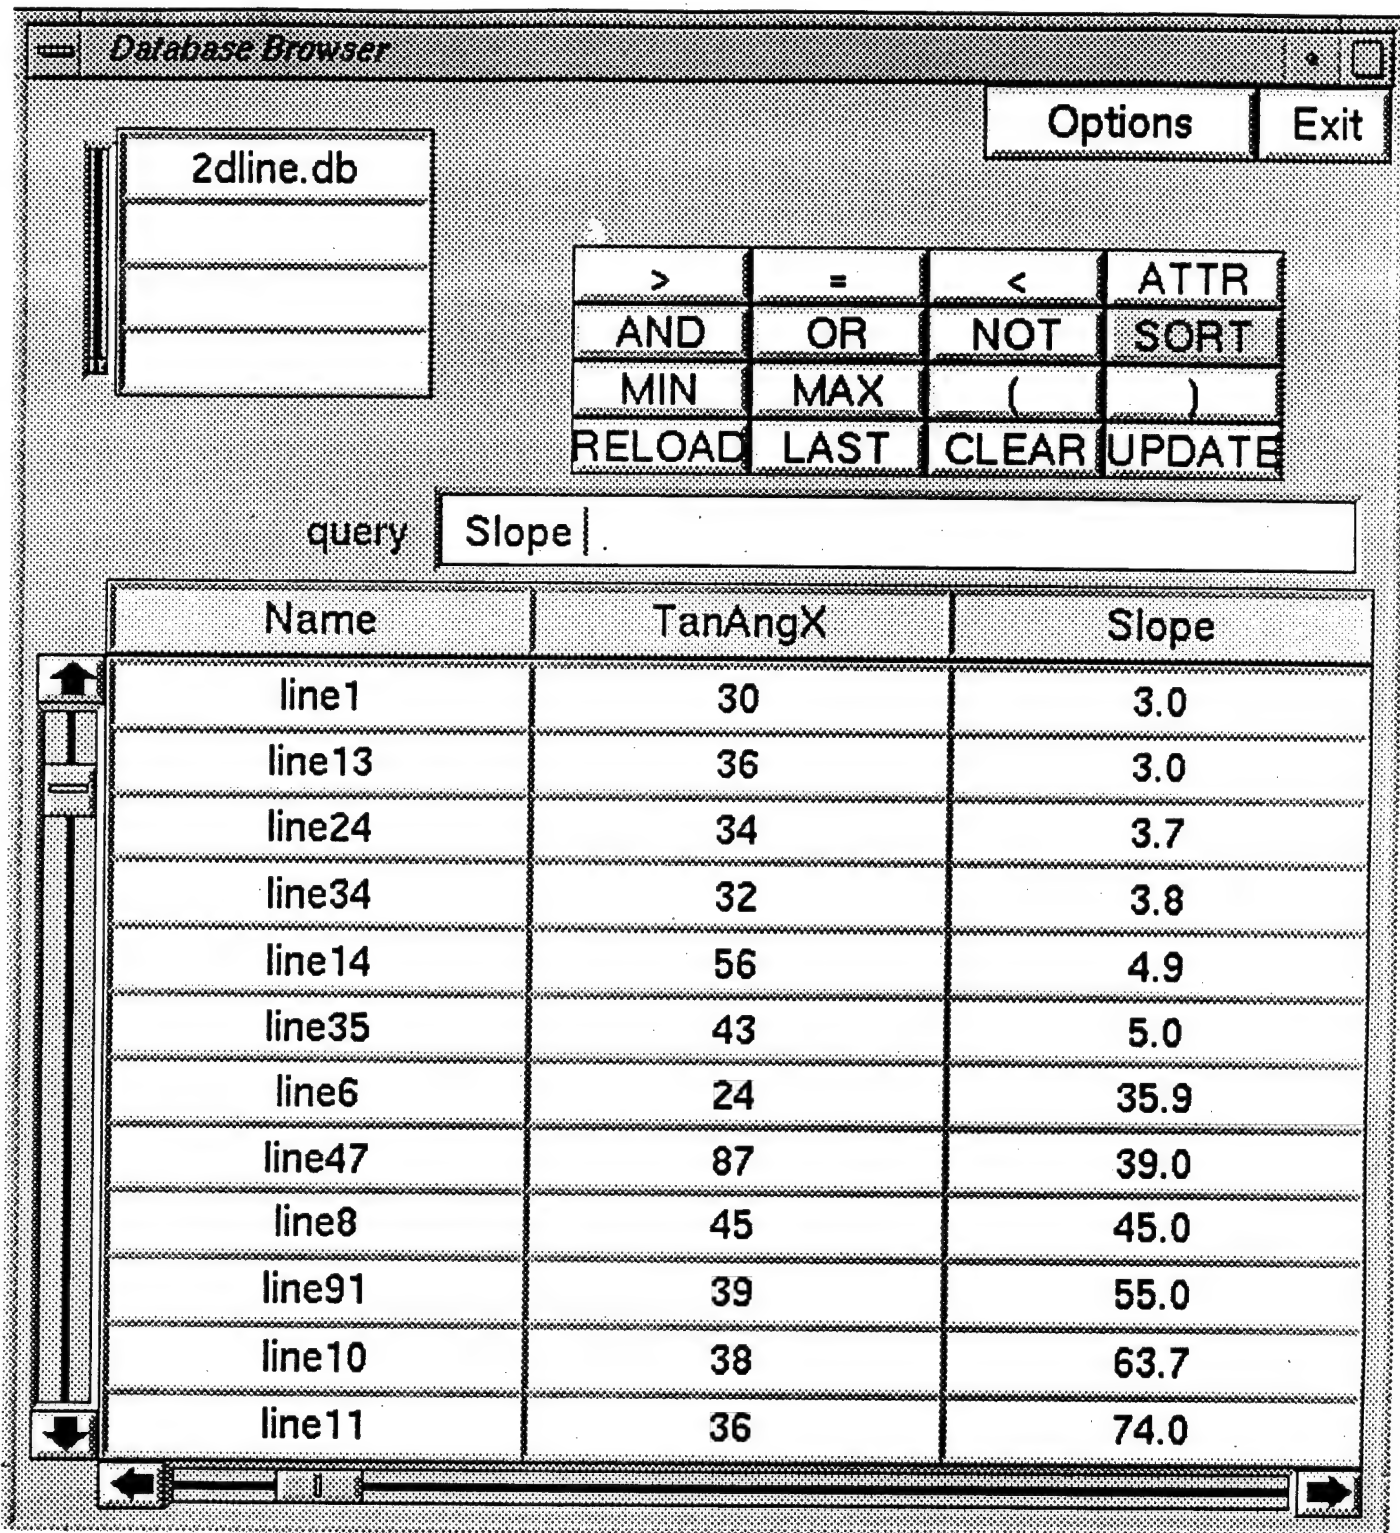 Database Browser
Options Exit
2dline.db
> = < ATTR
AND OR NOT SORT
MIN MAX ( )
RELOAD LAST CLEAR UPDATE
query Slope
Name TanAngX Slope
line1 30 3.0
line13 36 3.0
line24 34 3.7
line34 32 3.8
line14 56 4.9
line35 43 5.0
line6 24 35.9
line47 87 39.0
line8 45 45.0
line91 39 55.0
line10 38 63.7
line11 36 74.0